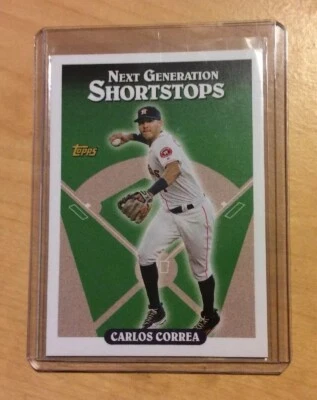 NEXT GENERATION
SHORTSTOPS
Topps
CARLOS CORREA